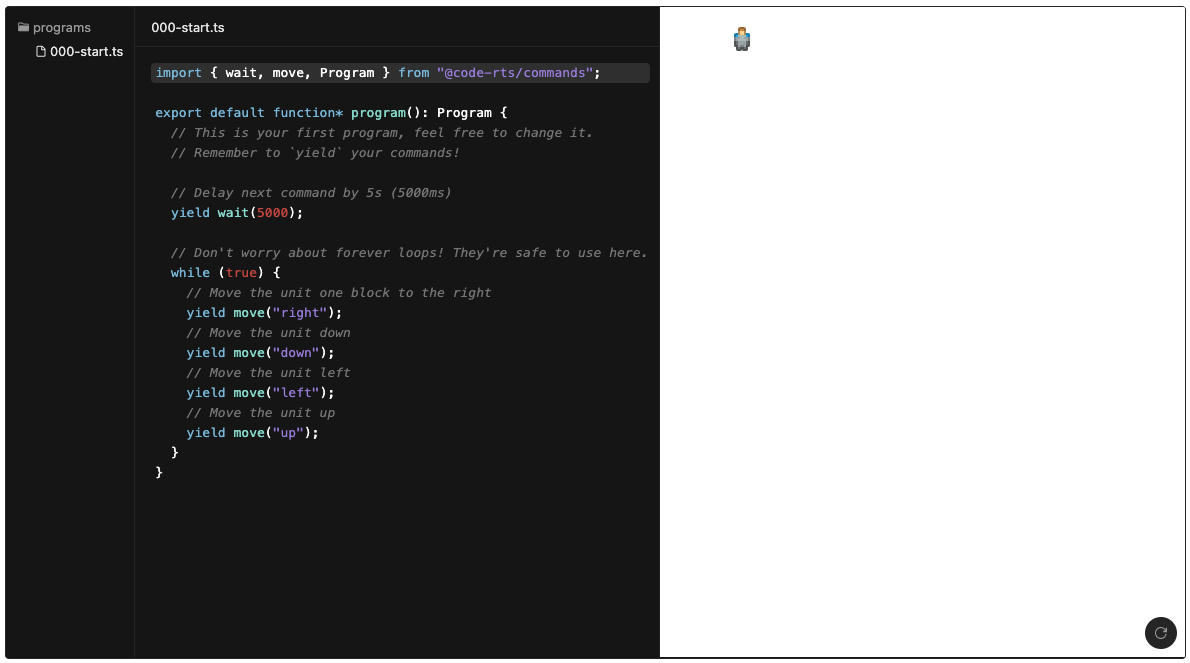 programs
000-start.ts
000-start.ts
import { wait, move, Program } from "@code-rts/commands";
export default function* program(): Program {
// This is your first program, feel free to change it.
// Remember to `yield` your commands!
// Delay next command by 5s (5000ms)
yield wait(5000);
// Don't worry about forever loops! They're safe to use here.
while (true) {
// Move the unit one block to the right
yield move("right");
// Move the unit down
yield move("down");
// Move the unit left
yield move("left");
// Move the unit up
yield move("up");
}
}